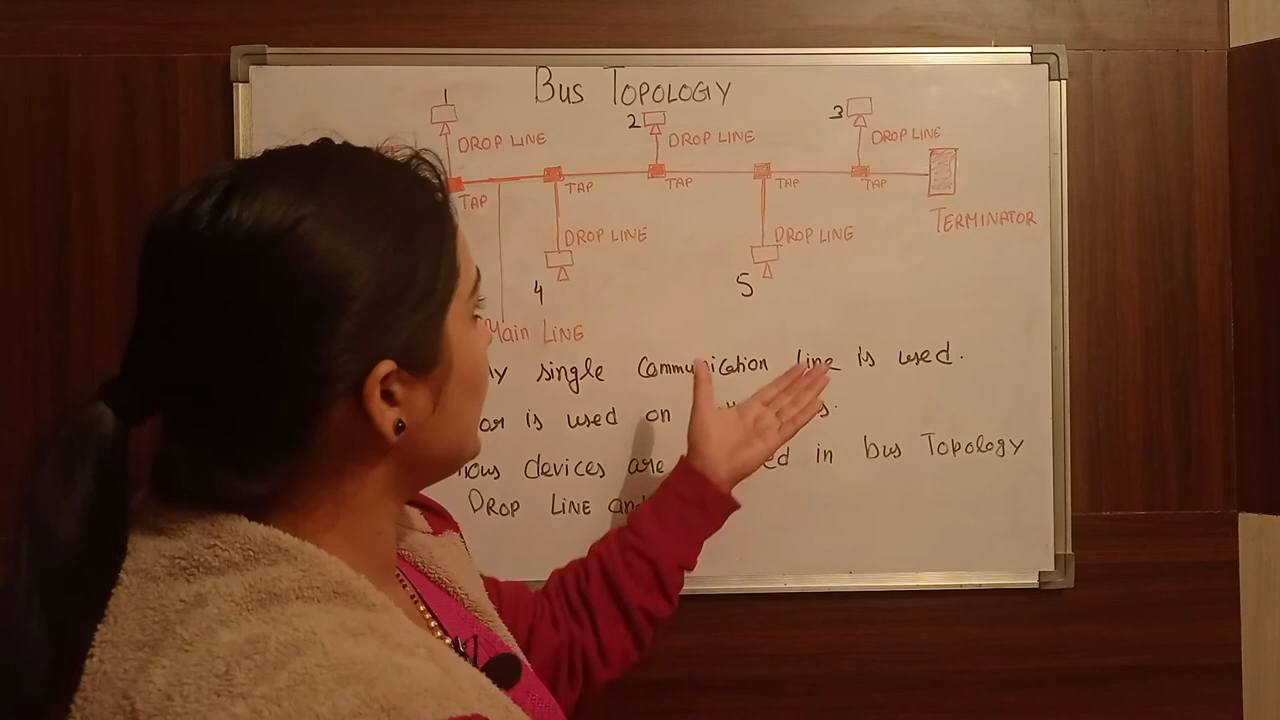 Bus TOPOLOGY
1
2
3
DROP LINE
DROP LINE
DROP LINE
TAP
TAP
TAP
TAP
TAP
TERMINATOR
DROP LINE
DROP LINE
4
5
Main LINE
single Communication line is used.
is used on
devices are in bus Topology
DROP LINE and